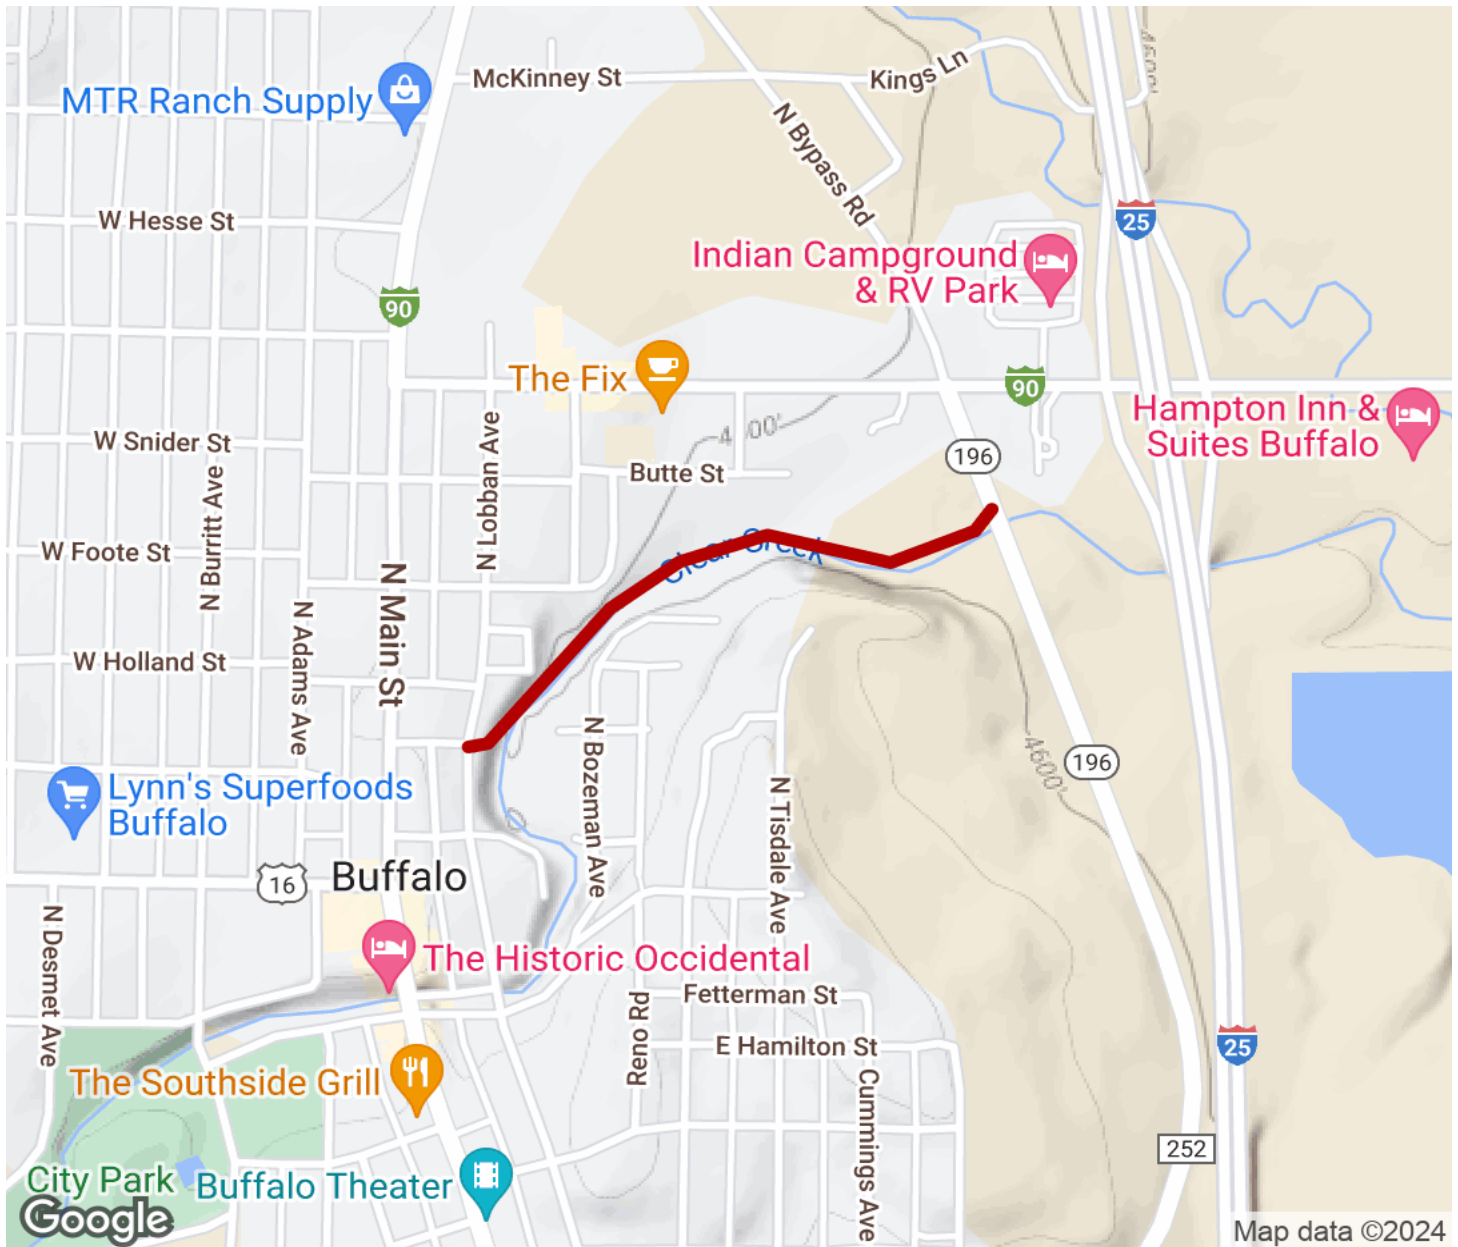 McKinney St
Kings Ln
4600'
MTR Ranch Supply
N Bypass Rd
W Hesse St
25
Indian Campground
& RV Park
90
The Fix
90
Hampton Inn &
Suites Buffalo
N Lobban Ave
W Snider St
196
Butte St
N Burritt Ave
W Foote St
Clear Creek
N Main St
N Adams Ave
W Holland St
N Bozeman Ave
4600'
196
Lynn's Superfoods
Buffalo
N Tisdale Ave
16
Buffalo
N Desmet Ave
The Historic Occidental
Reno Rd
Fetterman St
E Hamilton St
25
The Southside Grill
Cummings Ave
252
City Park
Buffalo Theater
Google
Map data ©2024